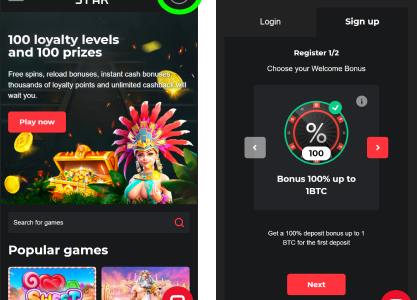 STAR
100 loyalty levels
and 100 prizes
Free spins, reload bonuses, instant cash bonuses,
thousands of loyalty points and unlimited cashback will
wait you.
Play now
Search for games
Popular games
SWEET
Login
Sign up
Register 1/2
Choose your Welcome Bonus
%
100
Bonus 100% up to
1BTC
Get a 100% deposit bonus up to 1
BTC for the first deposit
Next